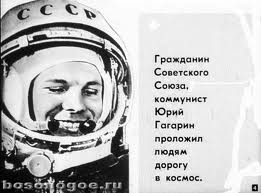 СССР
Гражданин
Советского
Союза,
коммунист
Юрий
Гагарин
проложил
людям
дорогу
в космос.
bosonogoe.ru
4